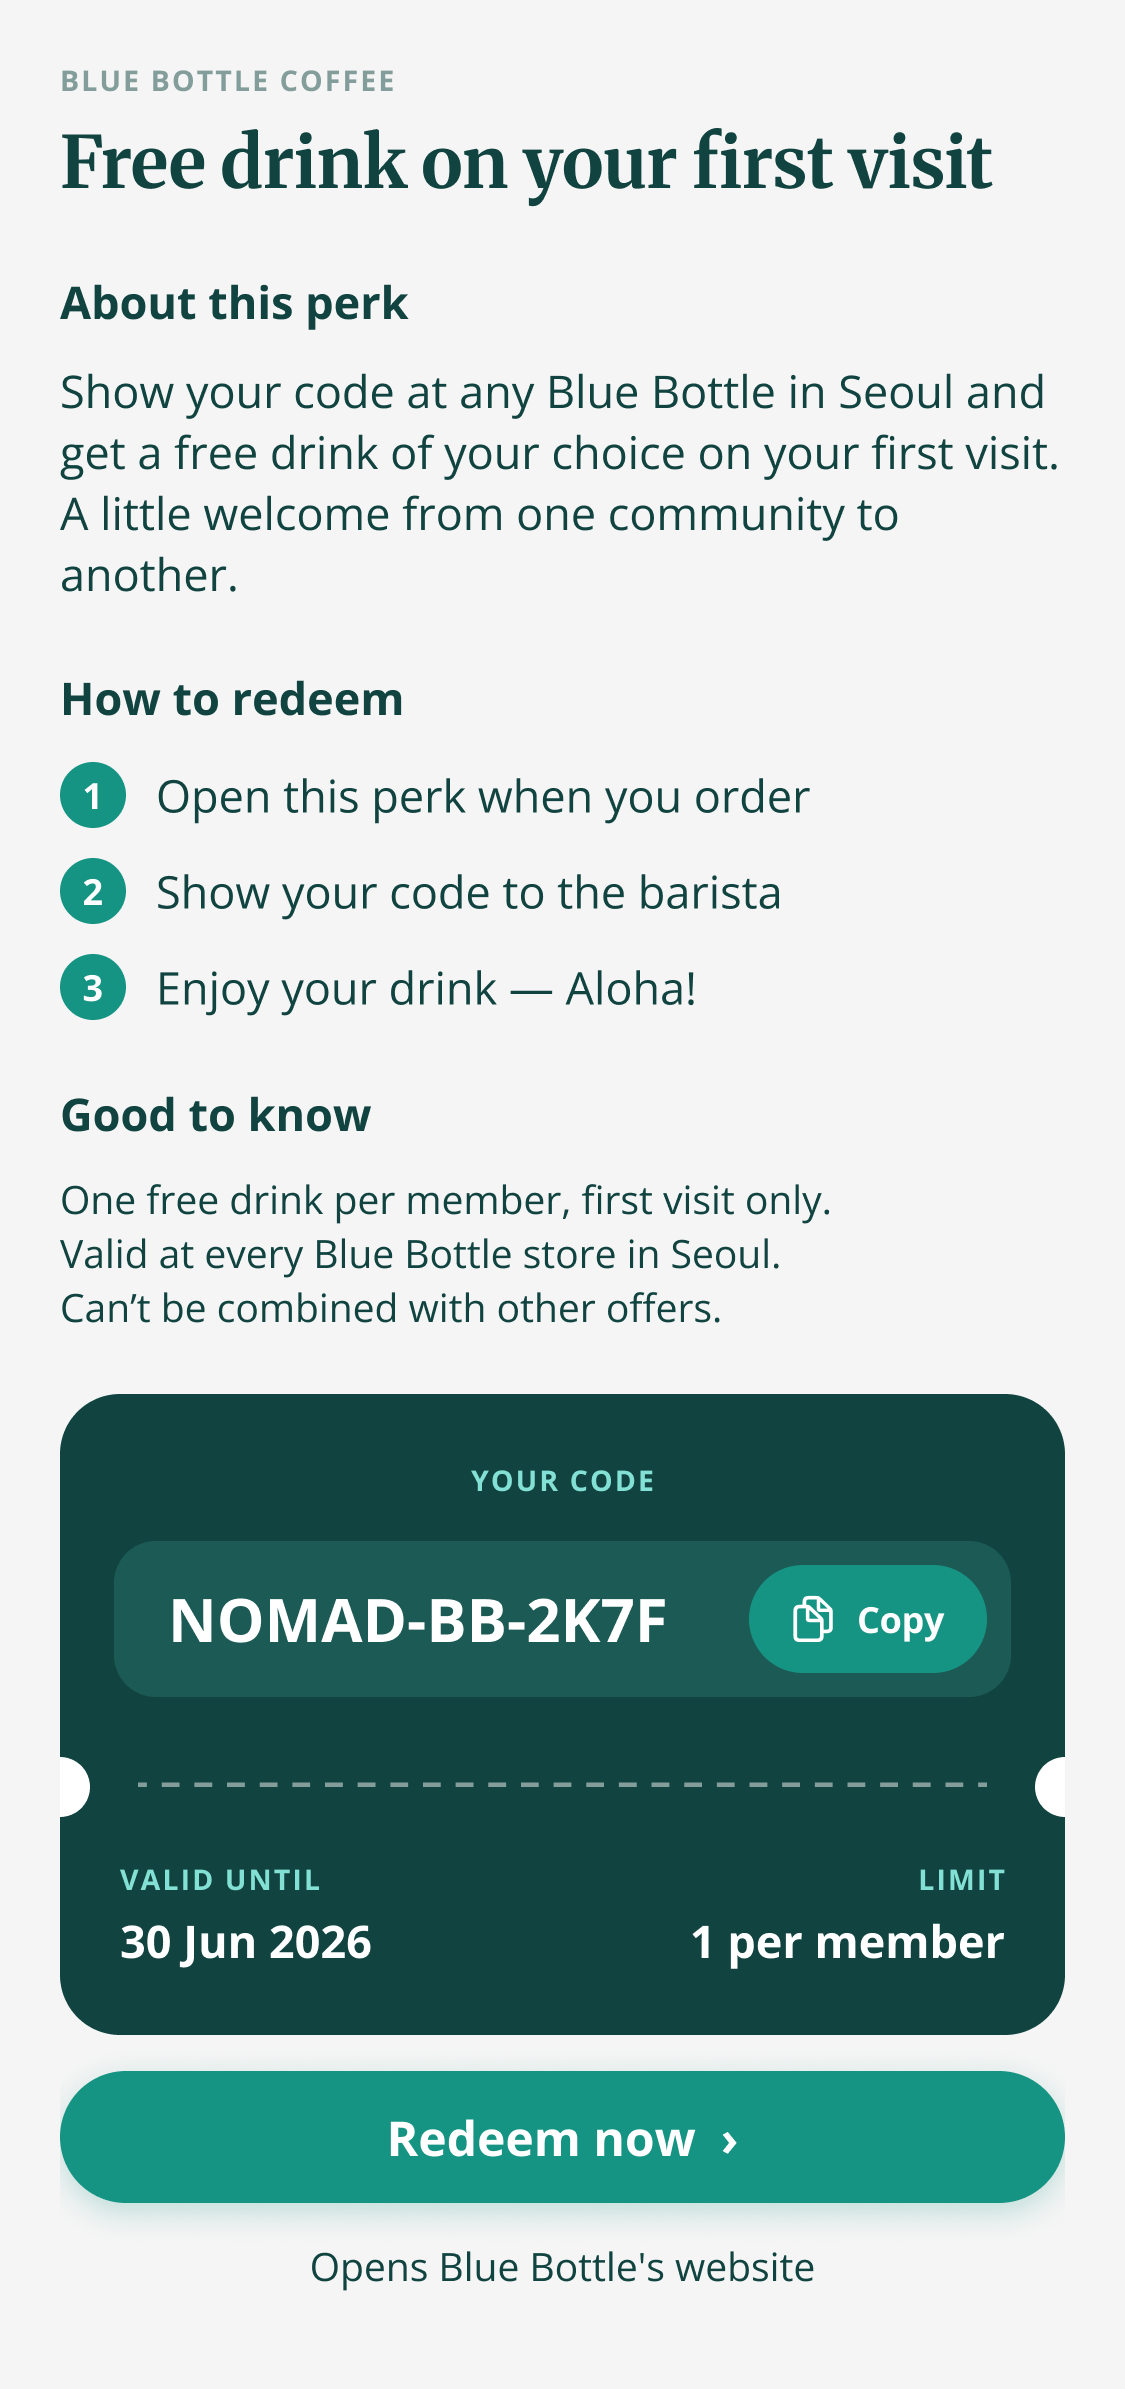 BLUE BOTTLE COFFEE
Free drink on your first visit
About this perk
Show your code at any Blue Bottle in Seoul and
get a free drink of your choice on your first visit.
A little welcome from one community to
another.
How to redeem
1 Open this perk when you order
2 Show your code to the barista
3 Enjoy your drink — Aloha!
Good to know
One free drink per member, first visit only.
Valid at every Blue Bottle store in Seoul.
Can’t be combined with other offers.
YOUR CODE
NOMAD-BB-2K7F Copy
VALID UNTIL LIMIT
30 Jun 2026 1 per member
Redeem now ›
Opens Blue Bottle's website